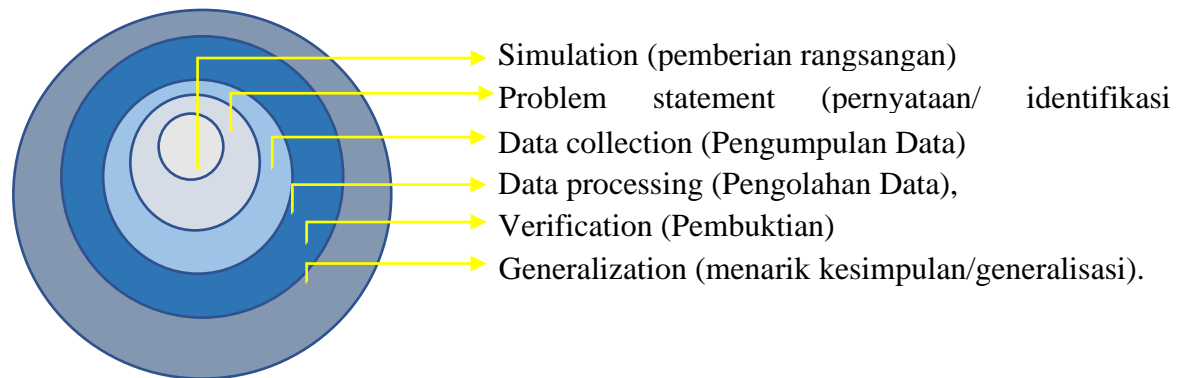 Simulation (pemberian rangsangan)
Problem statement (pernyataan/ identifikasi
Data collection (Pengumpulan Data)
Data processing (Pengolahan Data),
Verification (Pembuktian)
Generalization (menarik kesimpulan/generalisasi).